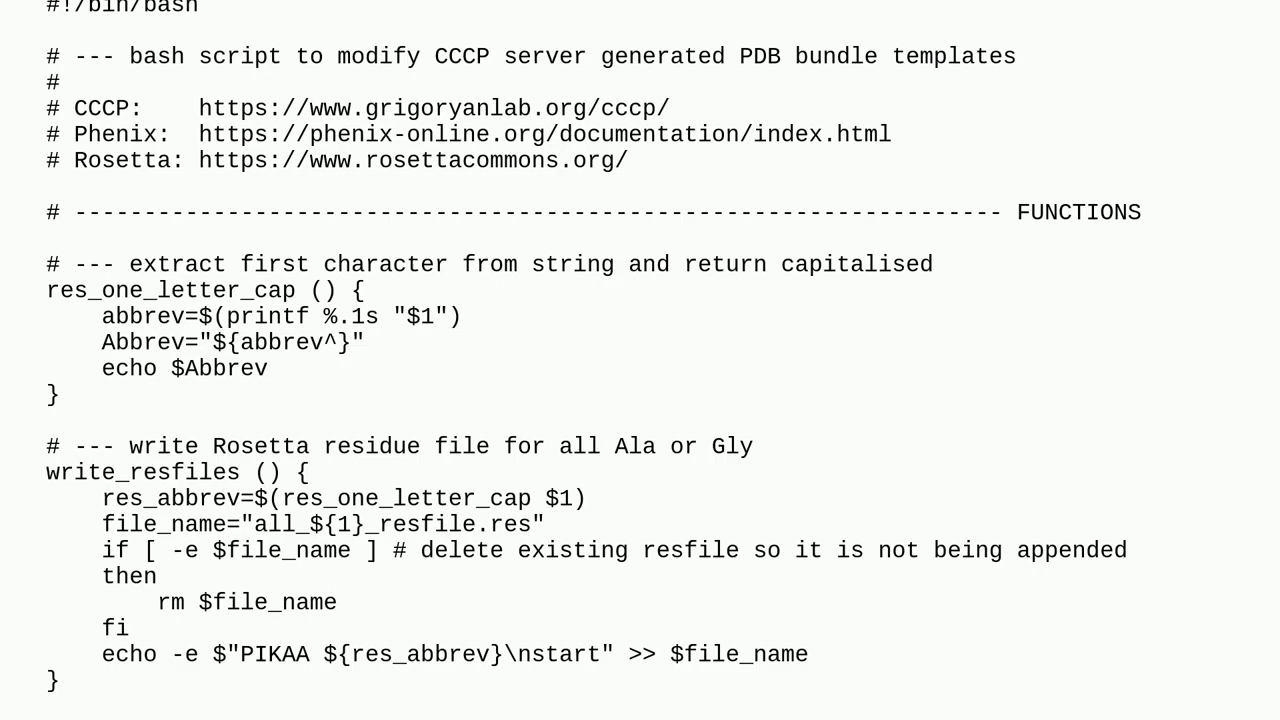 #!/bin/bash

# --- bash script to modify CCCP server generated PDB bundle templates
#
# CCCP:    https://www.grigoryanlab.org/cccp/
# Phenix:  https://phenix-online.org/documentation/index.html
# Rosetta: https://www.rosettacommons.org/

# ------------------------------------------------------------------- FUNCTIONS

# --- extract first character from string and return capitalised
res_one_letter_cap () {
    abbrev=$(printf %.1s "$1")
    Abbrev="${abbrev^}"
    echo $Abbrev
}

# --- write Rosetta residue file for all Ala or Gly
write_resfiles () {
    res_abbrev=$(res_one_letter_cap $1)
    file_name="all_${1}_resfile.res"
    if [ -e $file_name ] # delete existing resfile so it is not being appended
    then
        rm $file_name
    fi
    echo -e $"PIKAA ${res_abbrev}\nstart" >> $file_name
}